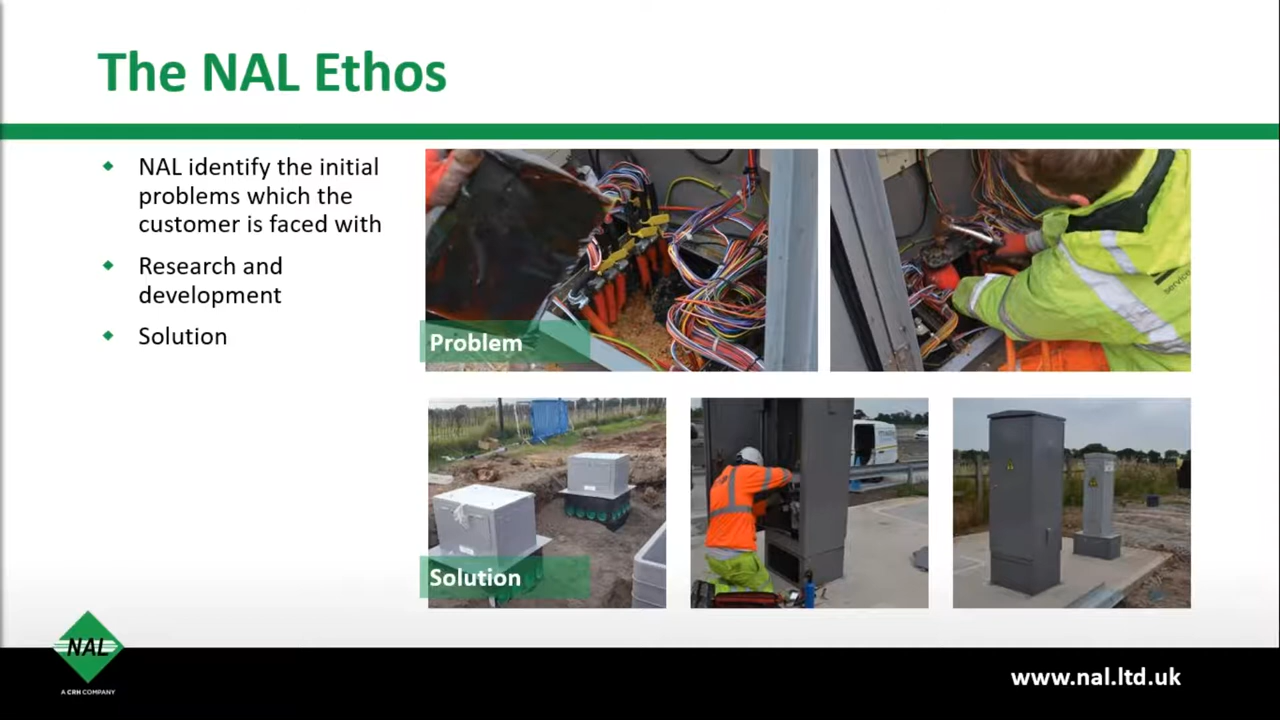 The NAL Ethos
NAL identify the initial
problems which the
customer is faced with
Research and
development
Solution
Problem
service
Solution
NAL
A CRH COMPANY
www.nal.ltd.uk